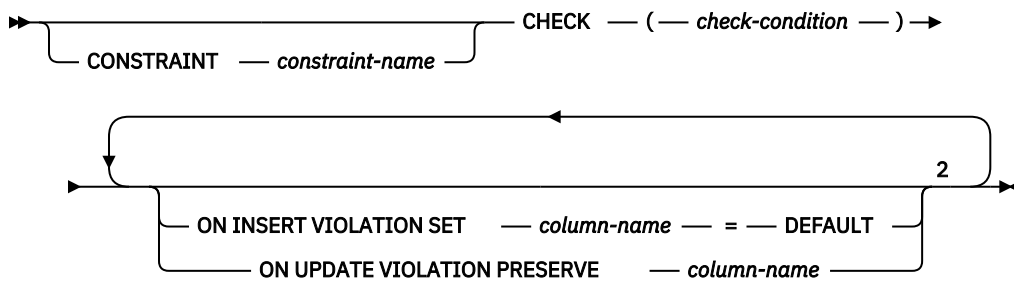 CHECK ( check-condition )
CONSTRAINT constraint-name
2
ON INSERT VIOLATION SET column-name = DEFAULT
ON UPDATE VIOLATION PRESERVE column-name